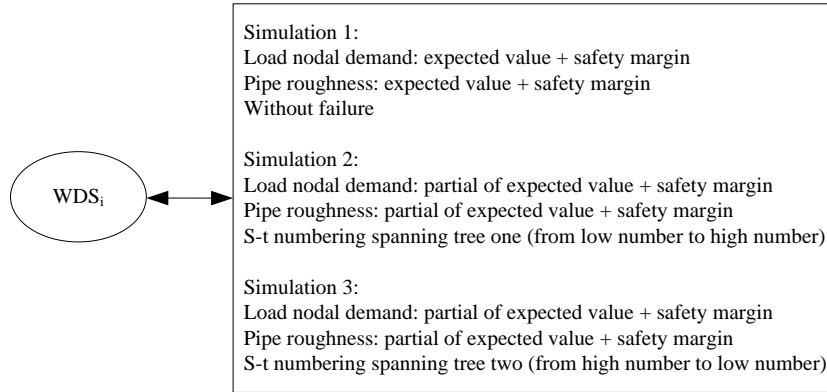 WDSi
Simulation 1:
Load nodal demand: expected value + safety margin
Pipe roughness: expected value + safety margin
Without failure
Simulation 2:
Load nodal demand: partial of expected value + safety margin
Pipe roughness: partial of expected value + safety margin
S-t numbering spanning tree one (from low number to high number)
Simulation 3:
Load nodal demand: partial of expected value + safety margin
Pipe roughness: partial of expected value + safety margin
S-t numbering spanning tree two (from high number to low number)